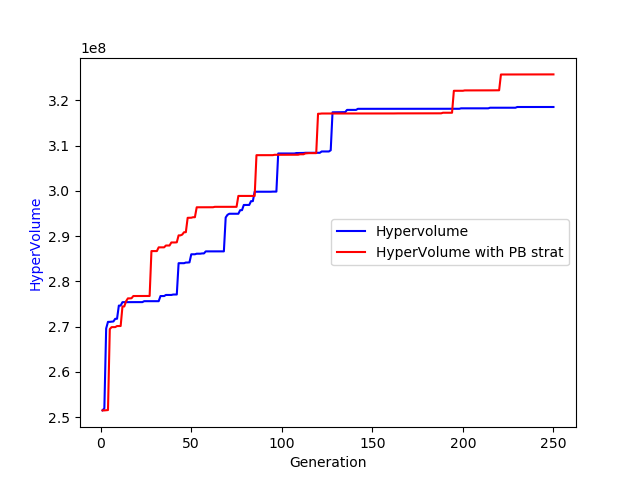 1e8
3.2
3.1
3.0
2.9
2.8
2.7
2.6
2.5
HyperVolume
Hypervolume
HyperVolume with PB strat
0 50 100 150 200 250
Generation